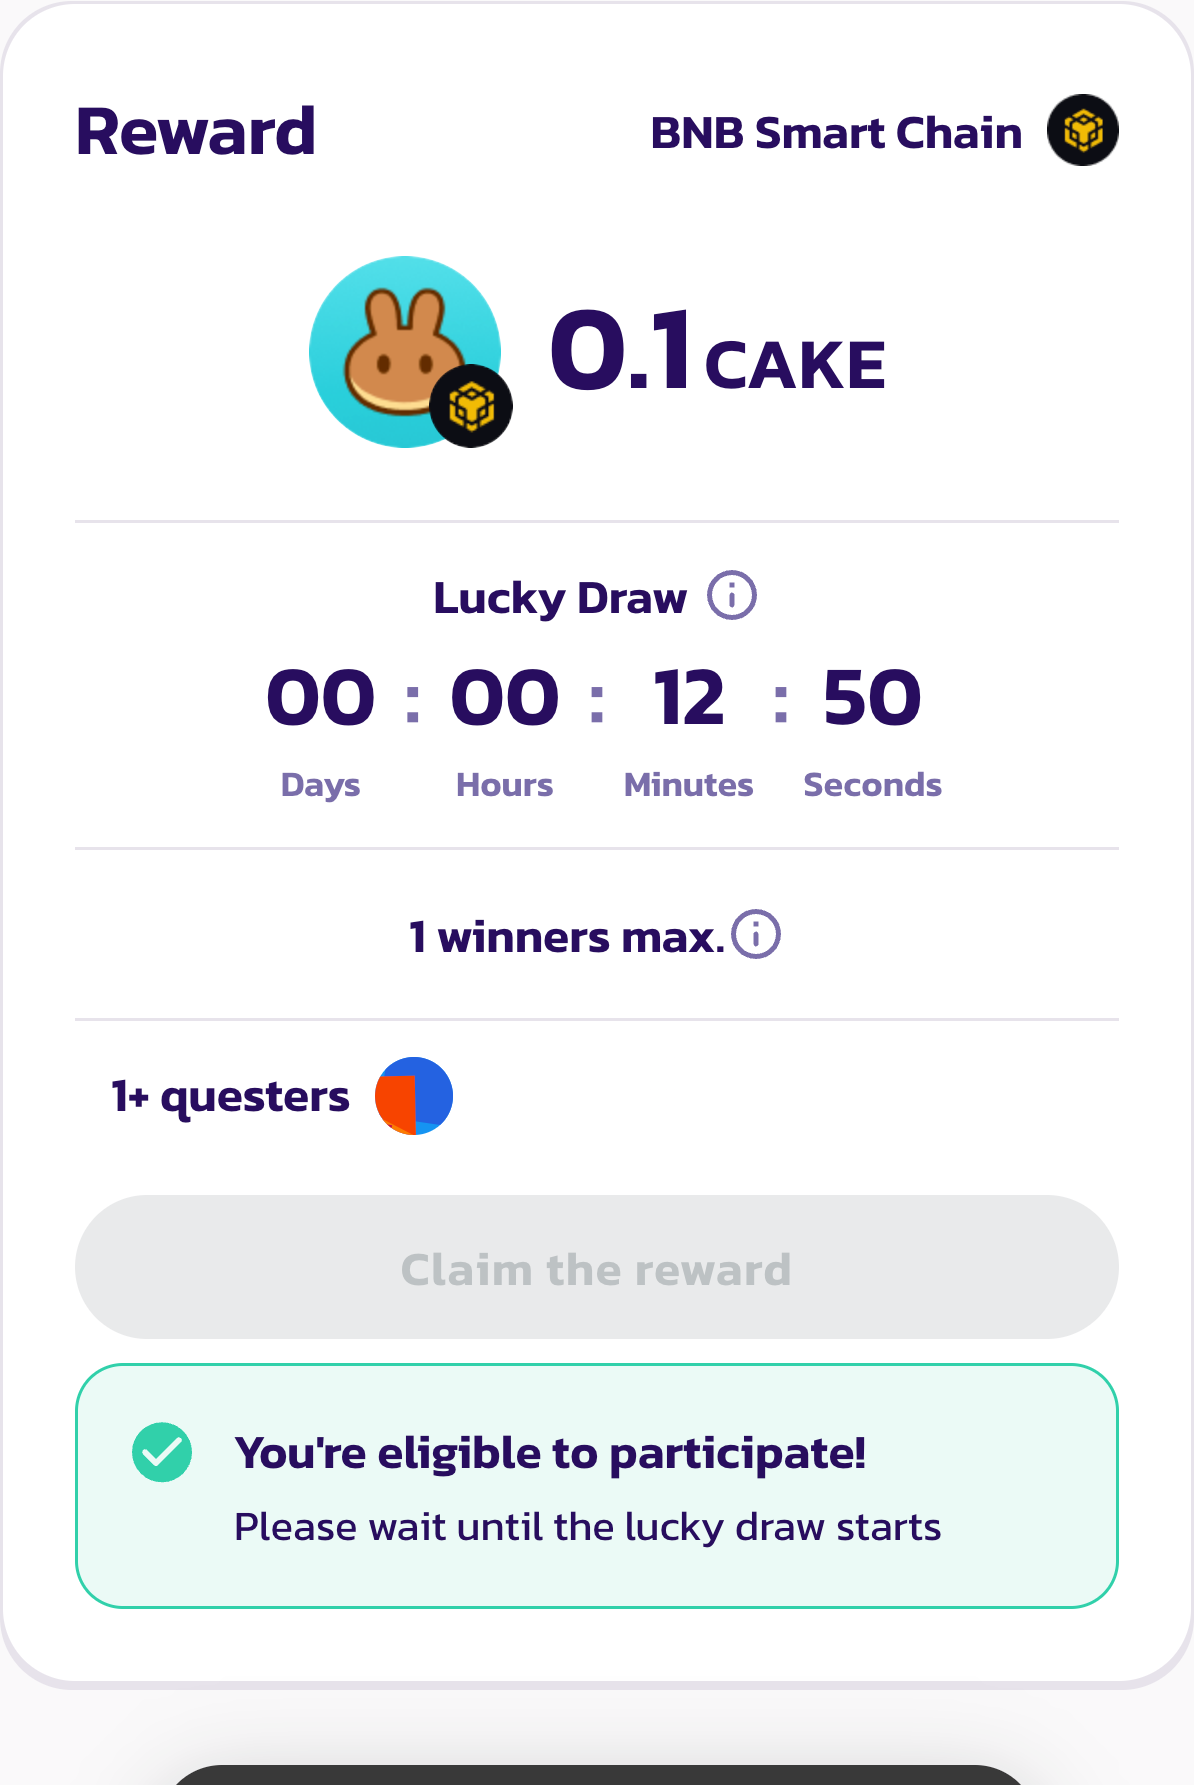 Reward
BNB Smart Chain
0.1 CAKE
Lucky Draw
00 : 00 : 12 : 50
Days Hours Minutes Seconds
1 winners max.
1+ questers
Claim the reward
You're eligible to participate!
Please wait until the lucky draw starts